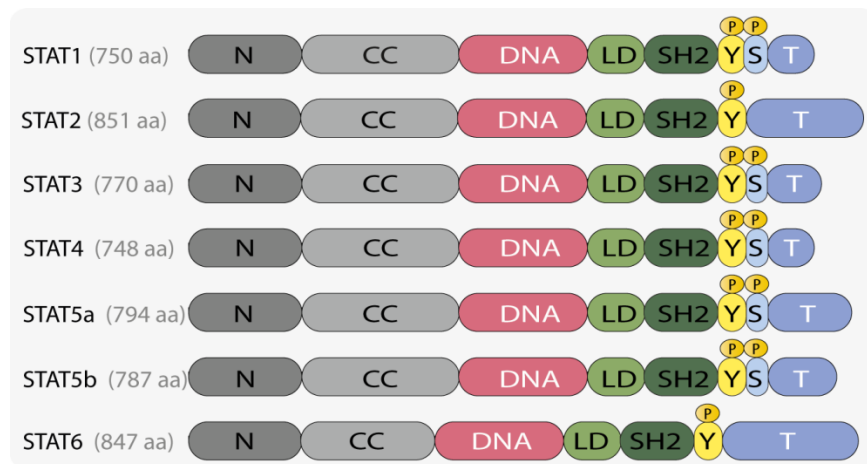 P P
STAT1 (750 aa) N CC DNA LD SH2 Y S T
P
STAT2 (851 aa) N CC DNA LD SH2 Y T
P P
STAT3 (770 aa) N CC DNA LD SH2 Y S T
P P
STAT4 (748 aa) N CC DNA LD SH2 Y S T
P P
STAT5a (794 aa) N CC DNA LD SH2 Y S T
P P
STAT5b (787 aa) N CC DNA LD SH2 Y S T
P
STAT6 (847 aa) N CC DNA LD SH2 Y T